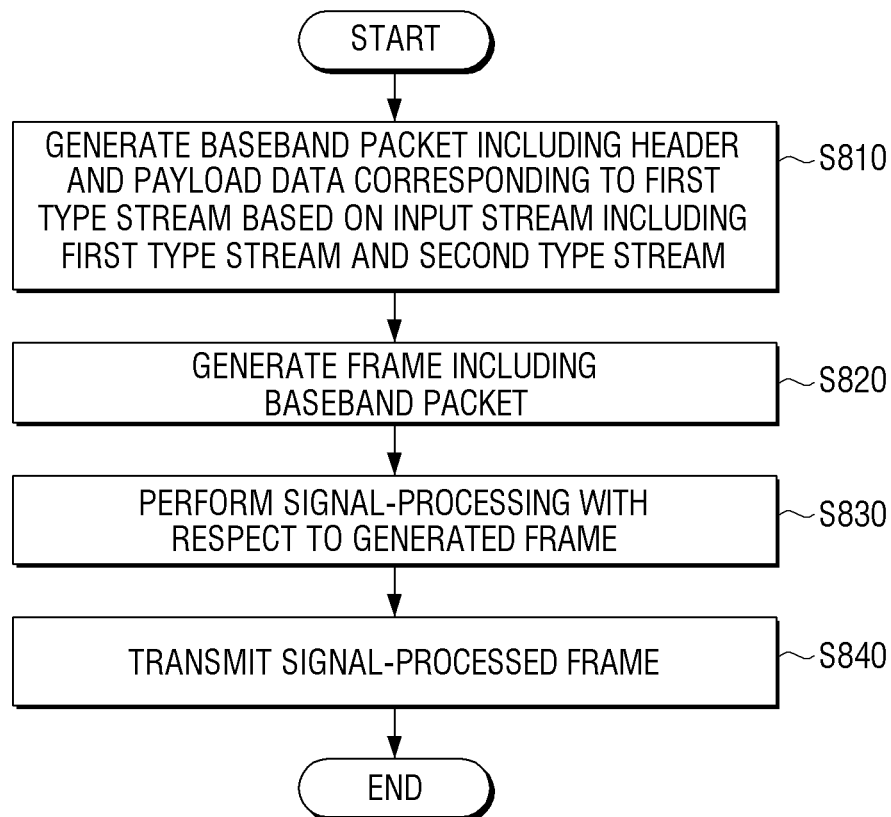 START
GENERATE BASEBAND PACKET INCLUDING HEADER
AND PAYLOAD DATA CORRESPONDING TO FIRST
TYPE STREAM BASED ON INPUT STREAM INCLUDING
FIRST TYPE STREAM AND SECOND TYPE STREAM
S810
GENERATE FRAME INCLUDING
BASEBAND PACKET
S820
PERFORM SIGNAL-PROCESSING WITH
RESPECT TO GENERATED FRAME
S830
TRANSMIT SIGNAL-PROCESSED FRAME
S840
END